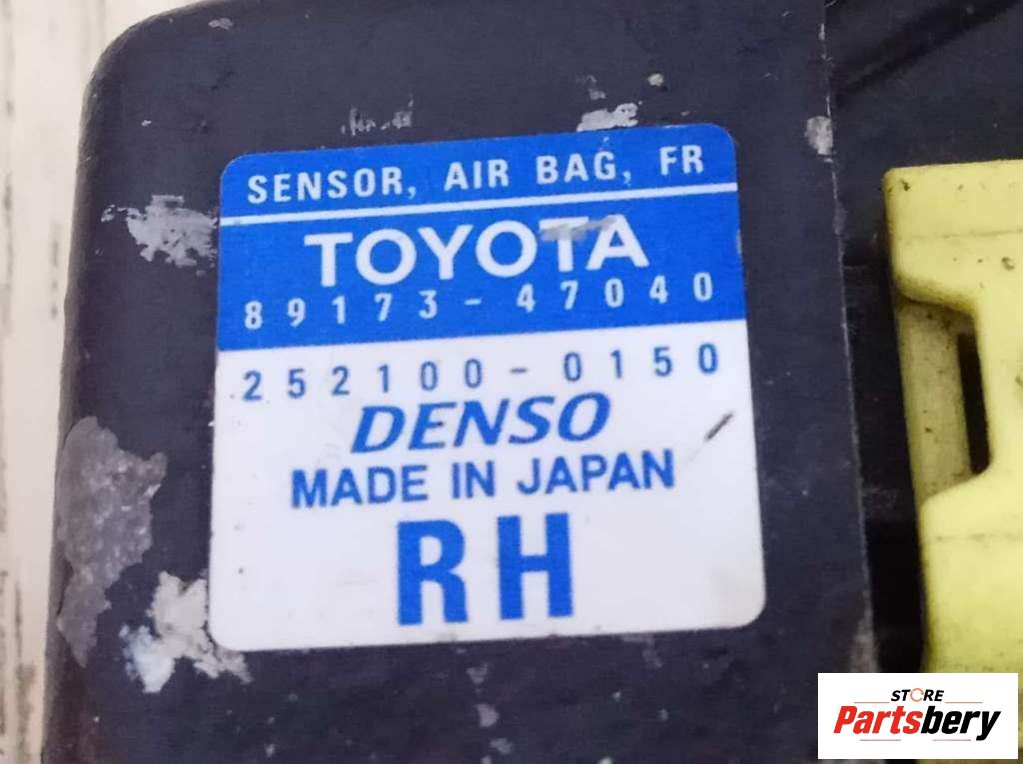 SENSOR, AIR BAG, FR
TOYOTA
89173-47040
252100-0150
DENSO
MADE IN JAPAN
RH
STORE
Partsbery